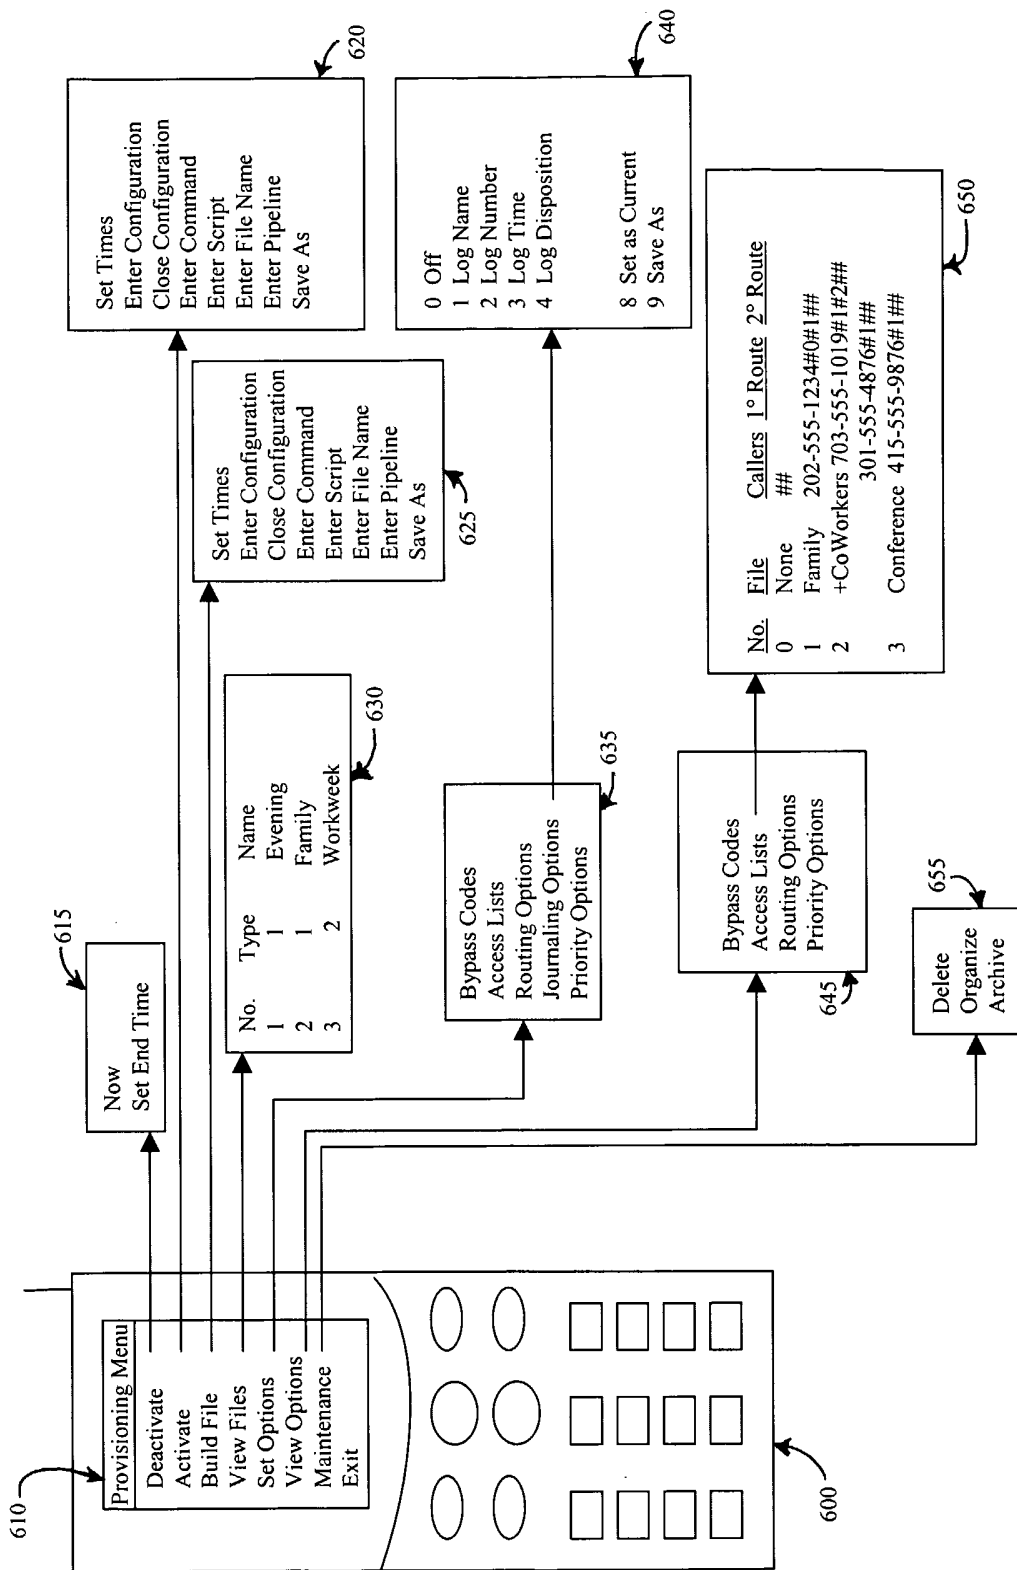 610
Provisioning Menu
Deactivate
Activate
Build File
View Files
Set Options
View Options
Maintenance
Exit
600
615
Now
Set End Time
620
Set Times
Enter Configuration
Close Configuration
Enter Command
Enter Script
Enter File Name
Enter Pipeline
Save As
625
Set Times
Enter Configuration
Close Configuration
Enter Command
Enter Script
Enter File Name
Enter Pipeline
Save As
630
No. Type Name
1 1 Evening
2 1 Family
3 2 Workweek
635
Bypass Codes
Access Lists
Routing Options
Journaling Options
Priority Options
640
0 Off
1 Log Name
2 Log Number
3 Log Time
4 Log Disposition
8 Set as Current
9 Save As
645
Bypass Codes
Access Lists
Routing Options
Priority Options
650
No. File Callers 1° Route 2° Route
0 None ##
1 Family 202-555-1234#0#1##
2 +CoWorkers 703-555-1019#1#2##
301-555-4876#1##
3 Conference 415-555-9876#1##
655
Delete
Organize
Archive